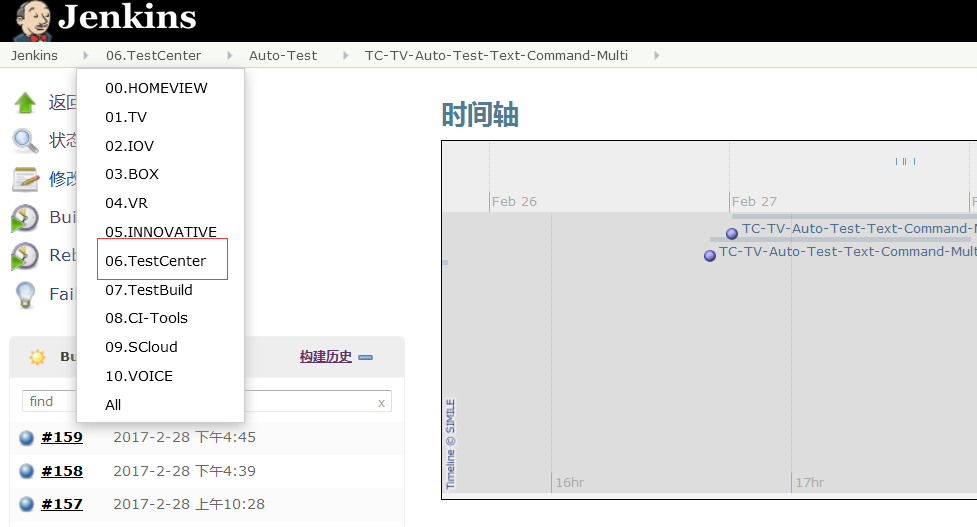 Jenkins
Jenkins 06.TestCenter Auto-Test TC-TV-Auto-Test-Text-Command-Multi
00.HOMEVIEW
01.TV
02.IOV
03.BOX
04.VR
05.INNOVATIVE
06.TestCenter
07.TestBuild
08.CI-Tools
09.SCloud
10.VOICE
All
返回
状态
修改
Bui
Reb
Fail
Bu 构建历史
find x
#159 2017-2-28 下午4:45
#158 2017-2-28 下午4:39
#157 2017-2-28 上午10:28
时间轴
Feb 26 Feb 27 F
TC-TV-Auto-Test-Text-Command-M
TC-TV-Auto-Test-Text-Command-Multi
Timeline © SIMILE
16hr 17hr